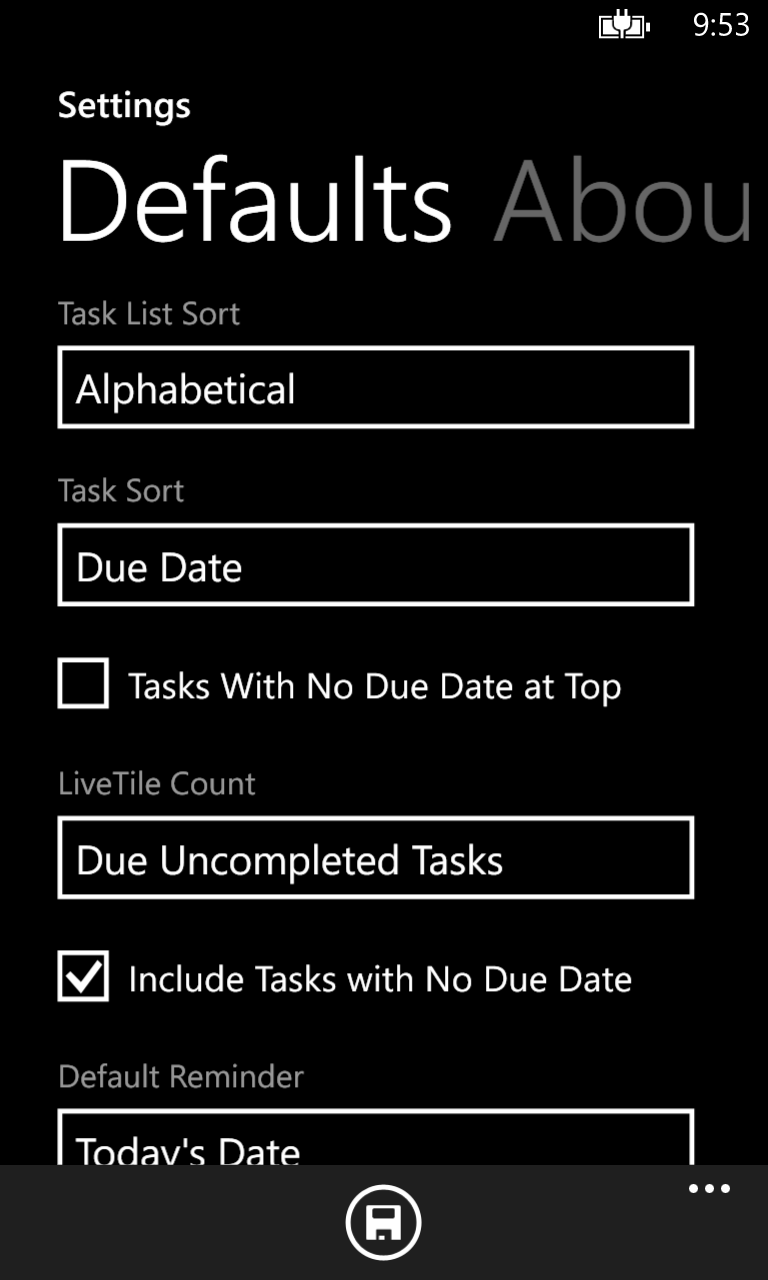 9:53
Settings
Defaults Abou
Task List Sort
Alphabetical
Task Sort
Due Date
Tasks With No Due Date at Top
LiveTile Count
Due Uncompleted Tasks
Include Tasks with No Due Date
Default Reminder
Today's Date